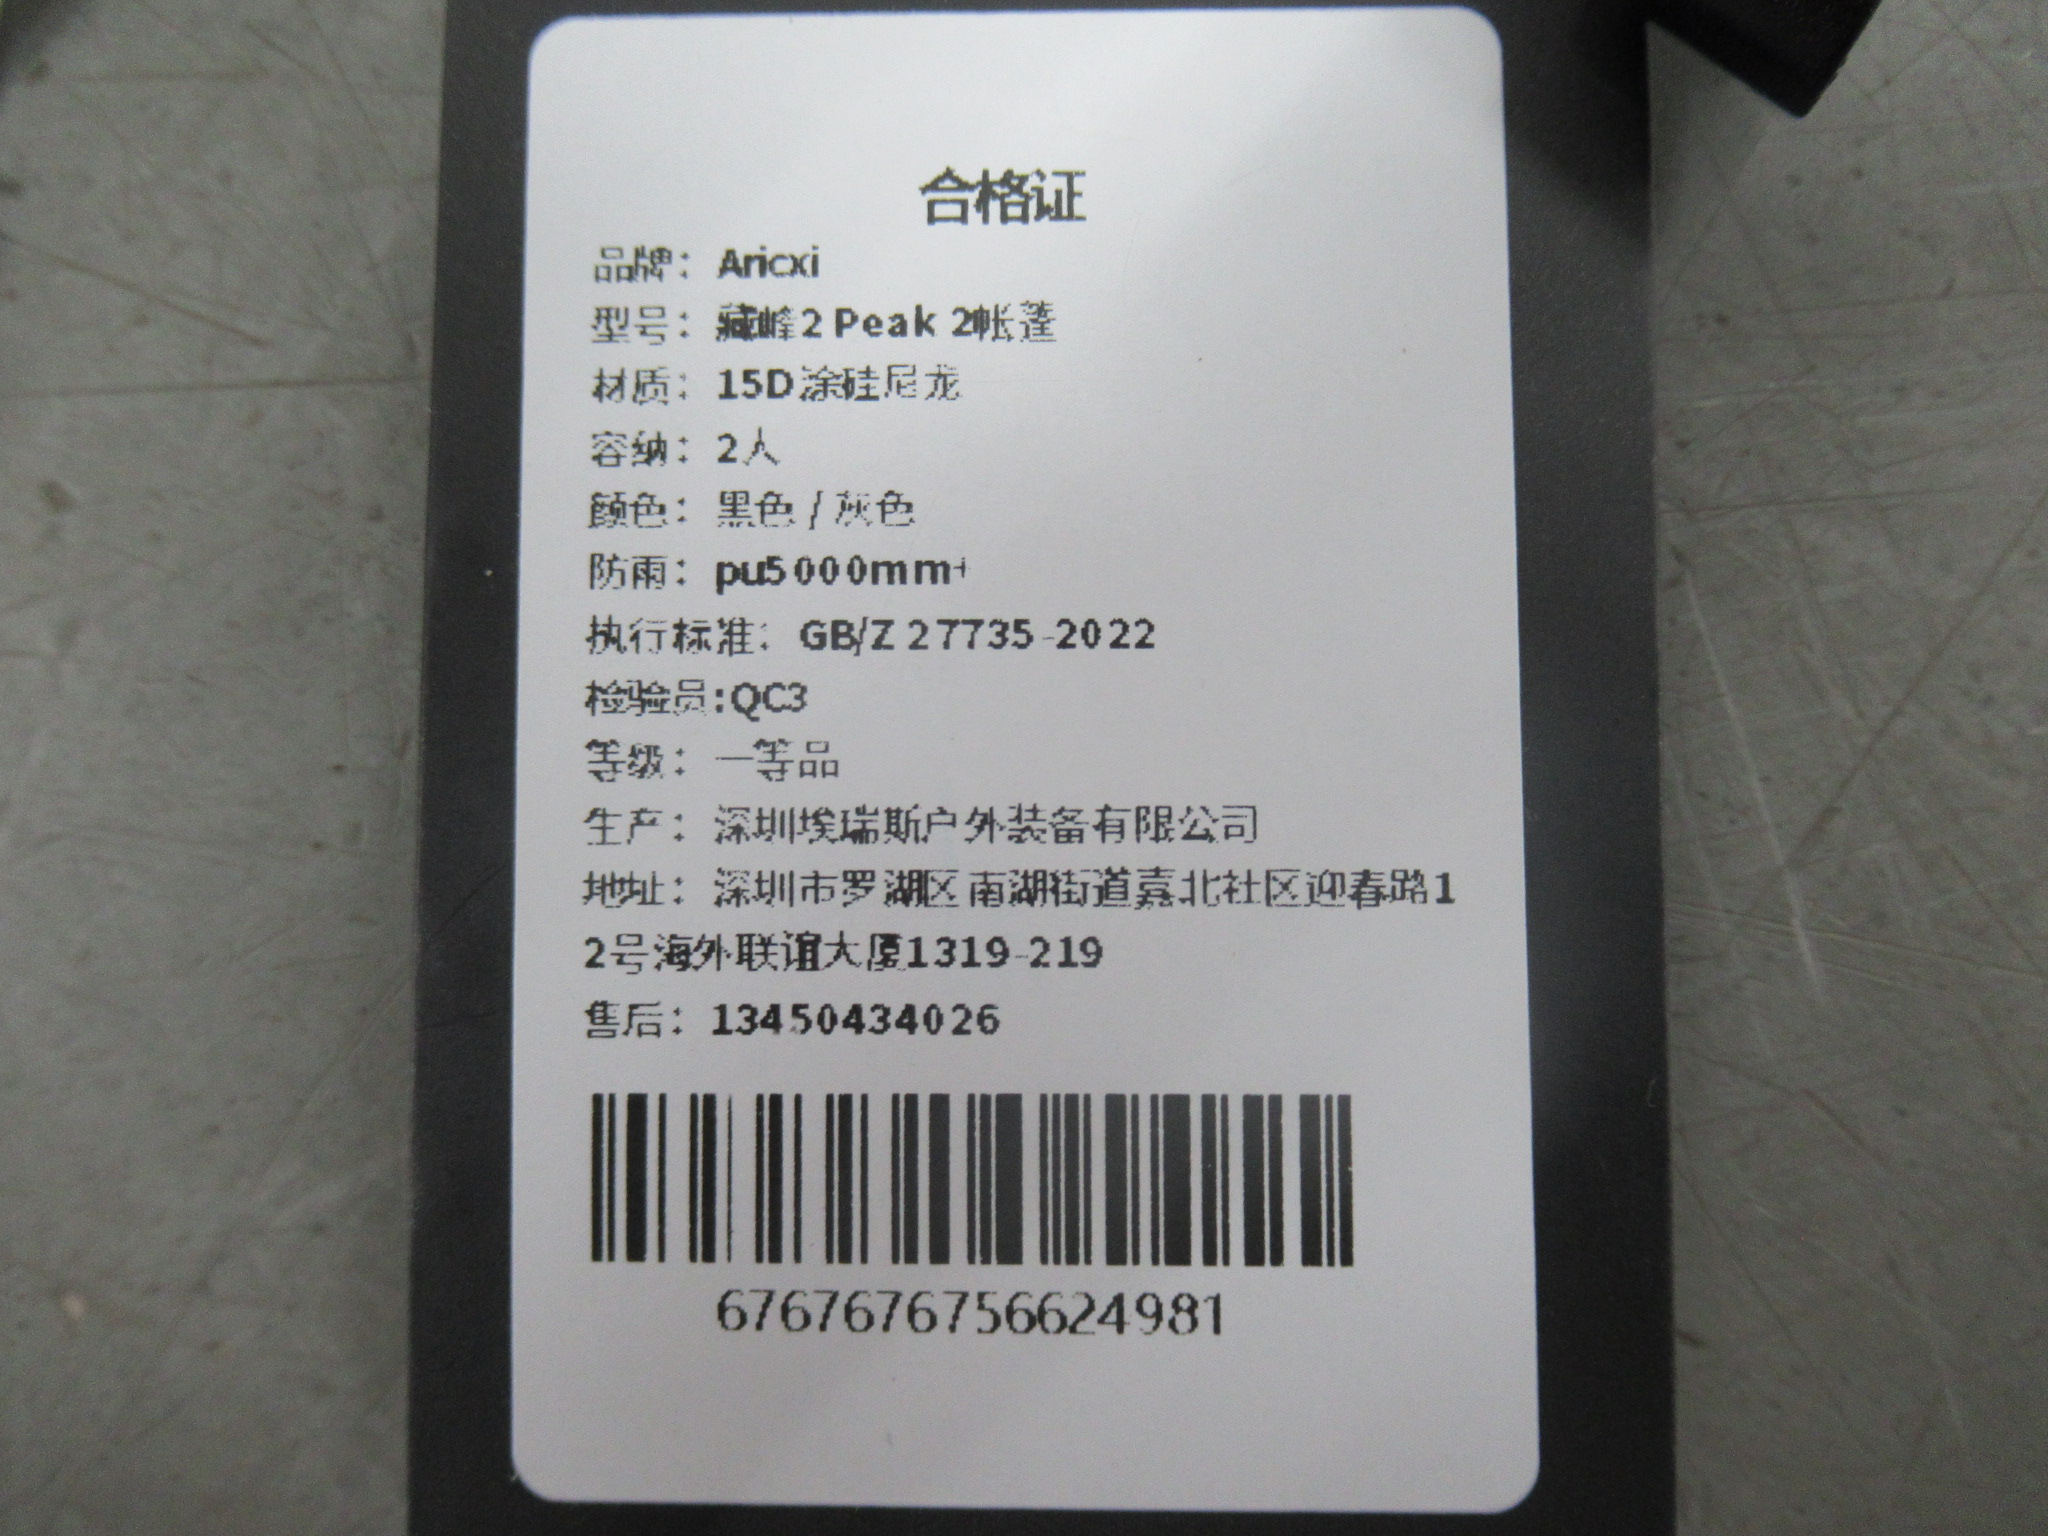 合格证
品牌：Aricxi
型号：藏峰2 Peak 2帐篷
材质：15D涂硅尼龙
容纳：2人
颜色：黑色 / 灰色
防雨：pu5000mm+
执行标准：GB/Z 27735-2022
检验员:QC3
等级：一等品
生产：深圳埃瑞斯户外装备有限公司
地址：深圳市罗湖区南湖街道嘉北社区迎春路1
2号海外联谊大厦1319-219
售后：13450434026
6767676756624981